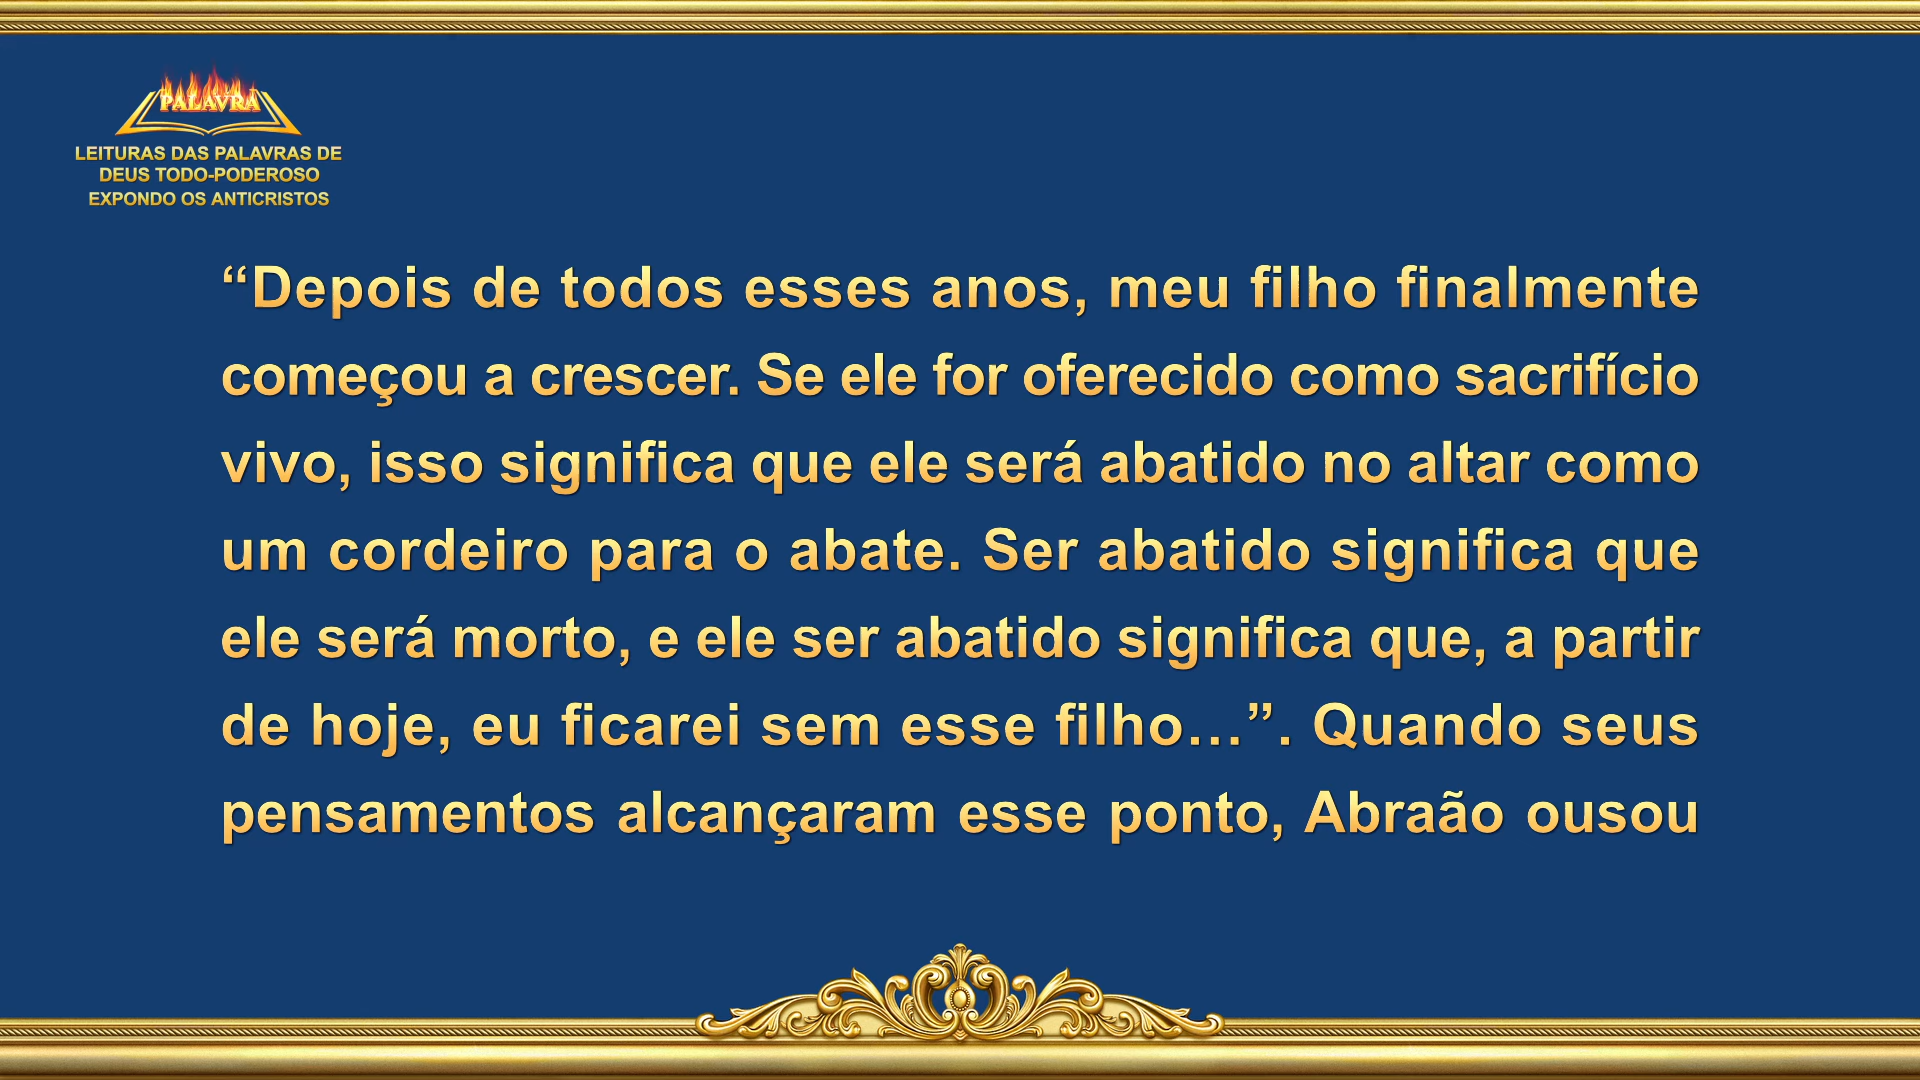 PALAVRA
LEITURAS DAS PALAVRAS DE
DEUS TODO-PODEROSO
EXPONDO OS ANTICRISTOS
“Depois de todos esses anos, meu filho finalmente
começou a crescer. Se ele for oferecido como sacrifício
vivo, isso significa que ele será abatido no altar como
um cordeiro para o abate. Ser abatido significa que
ele será morto, e ele ser abatido significa que, a partir
de hoje, eu ficarei sem esse filho…”. Quando seus
pensamentos alcançaram esse ponto, Abraão ousou